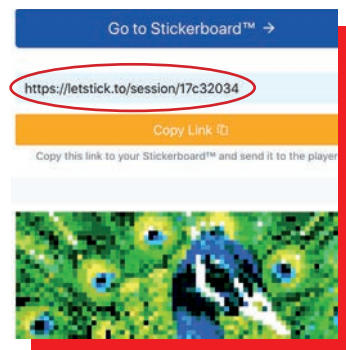 Go to Stickerboard™ →
https://letstick.to/session/17c32034
Copy Link
Copy this link to your Stickerboard™ and send it to the player